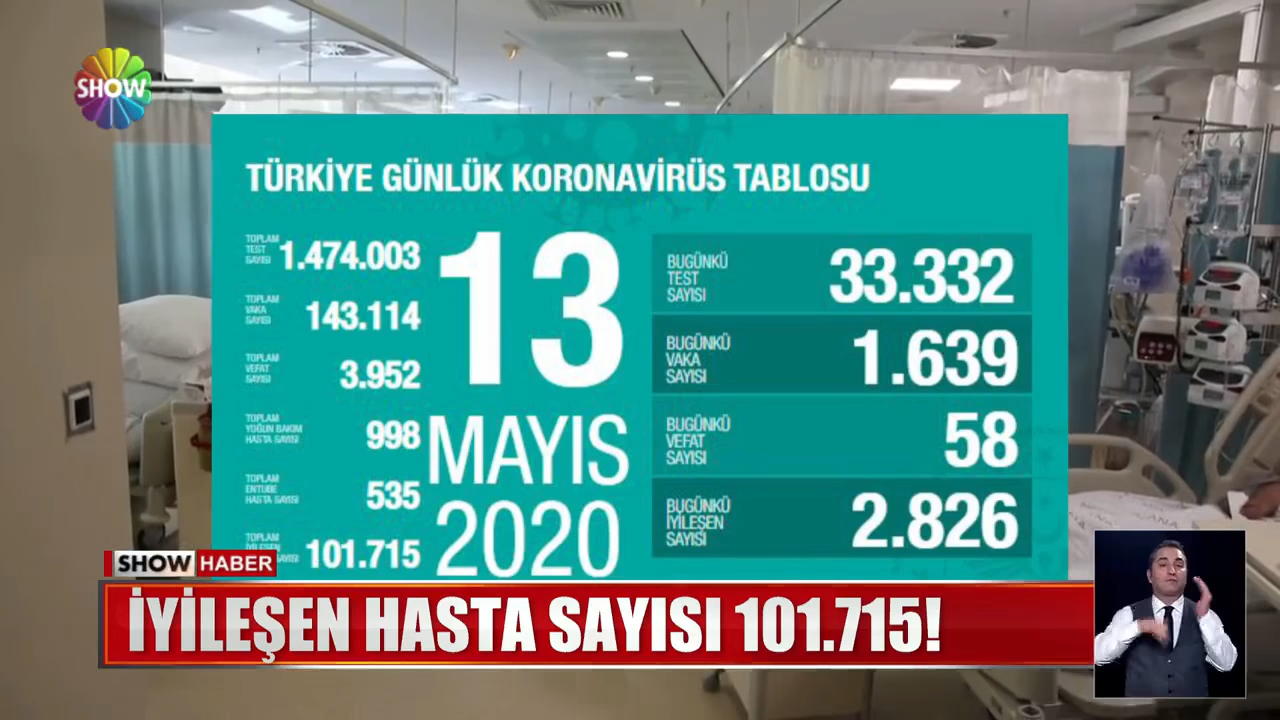 SHOW
TÜRKİYE GÜNLÜK KORONAVİRÜS TABLOSU
TOPLAM
TEST
SAYISI
1.474.003
TOPLAM
VAKA
SAYISI
143.114
TOPLAM
VEFAT
SAYISI
3.952
TOPLAM
YOĞUN BAKIM
HASTA SAYISI
998
TOPLAM
ENTUBE
HASTA SAYISI
535
TOPLAM
İYİLEŞEN
101.715
13
MAYIS
2020
BUGÜNKÜ
TEST
SAYISI
33.332
BUGÜNKÜ
VAKA
SAYISI
1.639
BUGÜNKÜ
VEFAT
SAYISI
58
BUGÜNKÜ
İYİLEŞEN
SAYISI
2.826
SHOW HABER
İYİLEŞEN HASTA SAYISI 101.715!